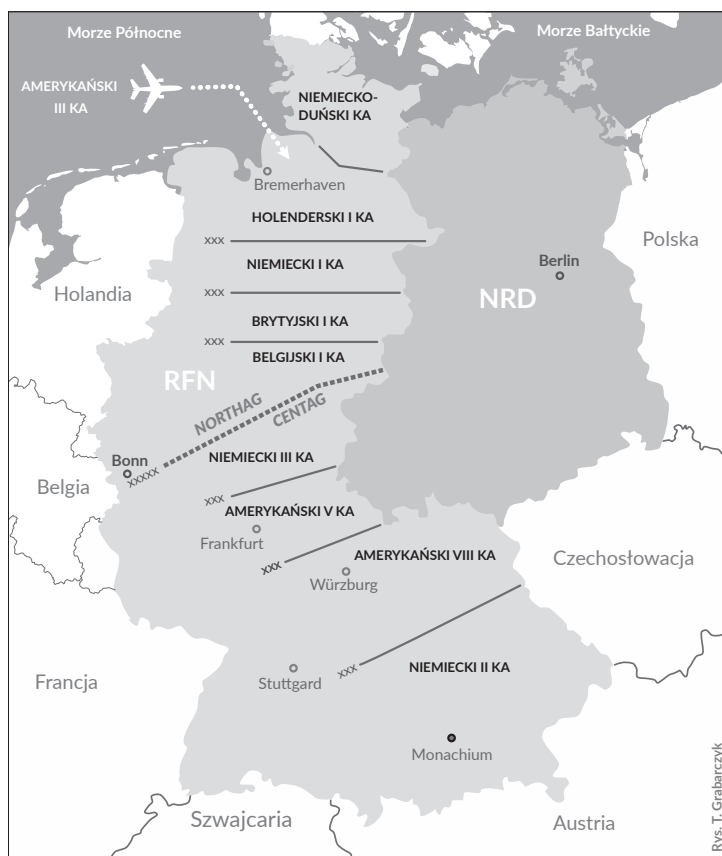 Morze Północne
Morze Bałtyckie
AMERYKAŃSKI
III KA
NIEMIECKO-
DUŃSKI KA
Bremerhaven
HOLENDERSKI I KA
xxx
Polska
NIEMIECKI I KA
Berlin
Holandia
xxx
NRD
BRYTYJSKI I KA
xxx
BELGIJSKI I KA
RFN
NORTHAG
CENTAG
Bonn
xxxxx
NIEMIECKI III KA
Belgia
xxx
AMERYKAŃSKI V KA
Frankfurt
AMERYKAŃSKI VIII KA
Czechosłowacja
xxx
Würzburg
xxx
NIEMIECKI II KA
Stuttgard
Francja
Monachium
Szwajcaria
Austria
Rys. T. Grabarczyk